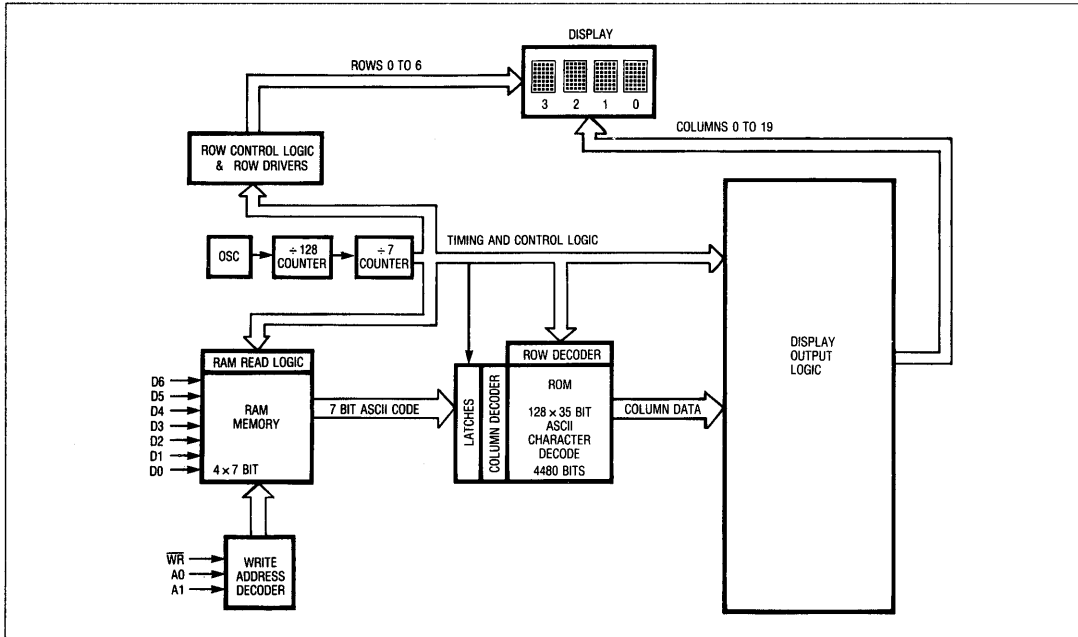 DISPLAY
3 2 1 0
ROWS 0 TO 6
COLUMNS 0 TO 19
ROW CONTROL LOGIC
& ROW DRIVERS
TIMING AND CONTROL LOGIC
OSC
÷ 128
COUNTER
÷ 7
COUNTER
RAM READ LOGIC
D6
D5
D4
D3
D2
D1
D0
RAM
MEMORY
4 × 7 BIT
7 BIT ASCII CODE
LATCHES
COLUMN DECODER
ROW DECODER
ROM
128 × 35 BIT
ASCII
CHARACTER
DECODE
4480 BITS
COLUMN DATA
DISPLAY
OUTPUT
LOGIC
W̅R̅
A0
A1
WRITE
ADDRESS
DECODER